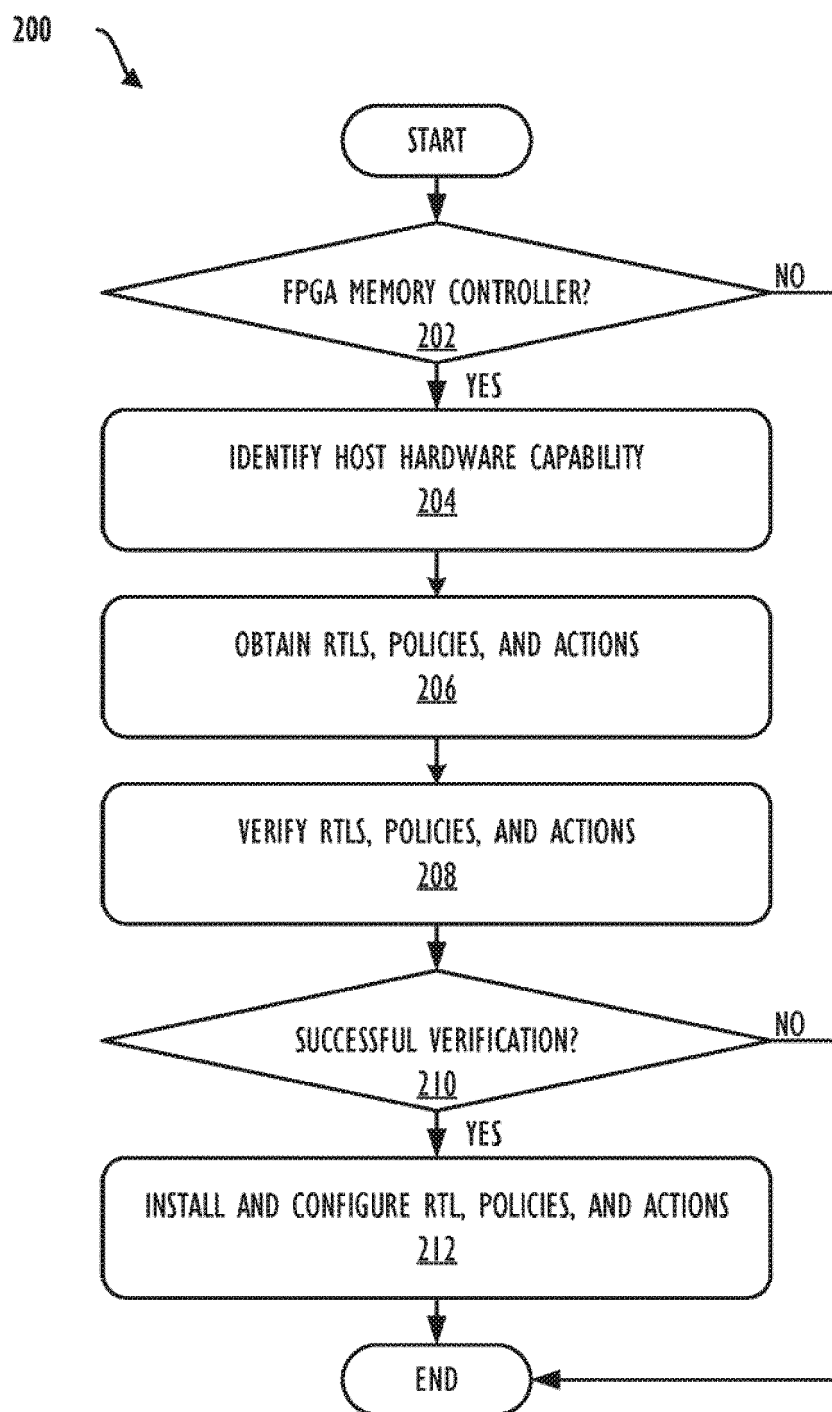 200
START
FPGA MEMORY CONTROLLER?
202
NO
YES
IDENTIFY HOST HARDWARE CAPABILITY
204
OBTAIN RTLS, POLICIES, AND ACTIONS
206
VERIFY RTLS, POLICIES, AND ACTIONS
208
SUCCESSFUL VERIFICATION?
210
NO
YES
INSTALL AND CONFIGURE RTL, POLICIES, AND ACTIONS
212
END